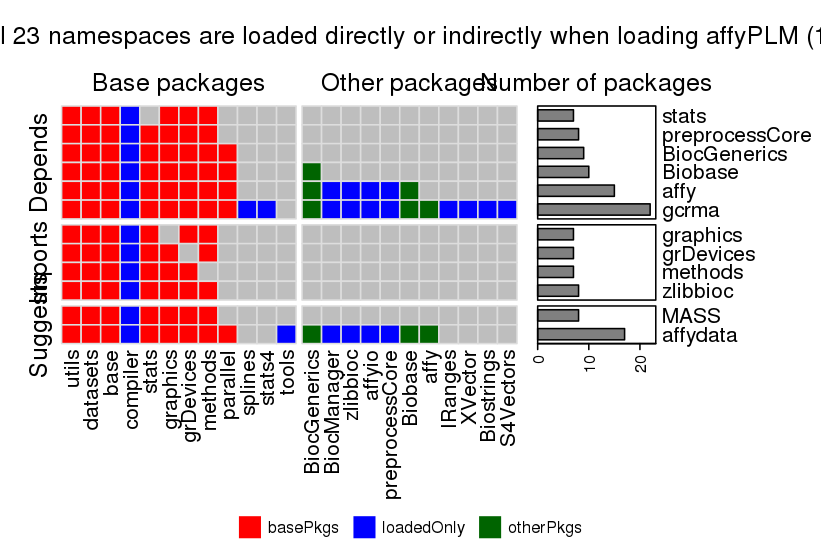 l 23 namespaces are loaded directly or indirectly when loading affyPLM (1
Base packages
Other packages
Number of packages
Depends
Imports
Suggests
stats
preprocessCore
BiocGenerics
Biobase
affy
gcrma
graphics
grDevices
methods
zlibbioc
MASS
affydata
0
10
20
utils
datasets
base
compiler
stats
graphics
grDevices
methods
parallel
splines
stats4
tools
BiocGenerics
BiocManager
zlibbioc
affyio
preprocessCore
Biobase
affy
IRanges
XVector
Biostrings
S4Vectors
basePkgs
loadedOnly
otherPkgs